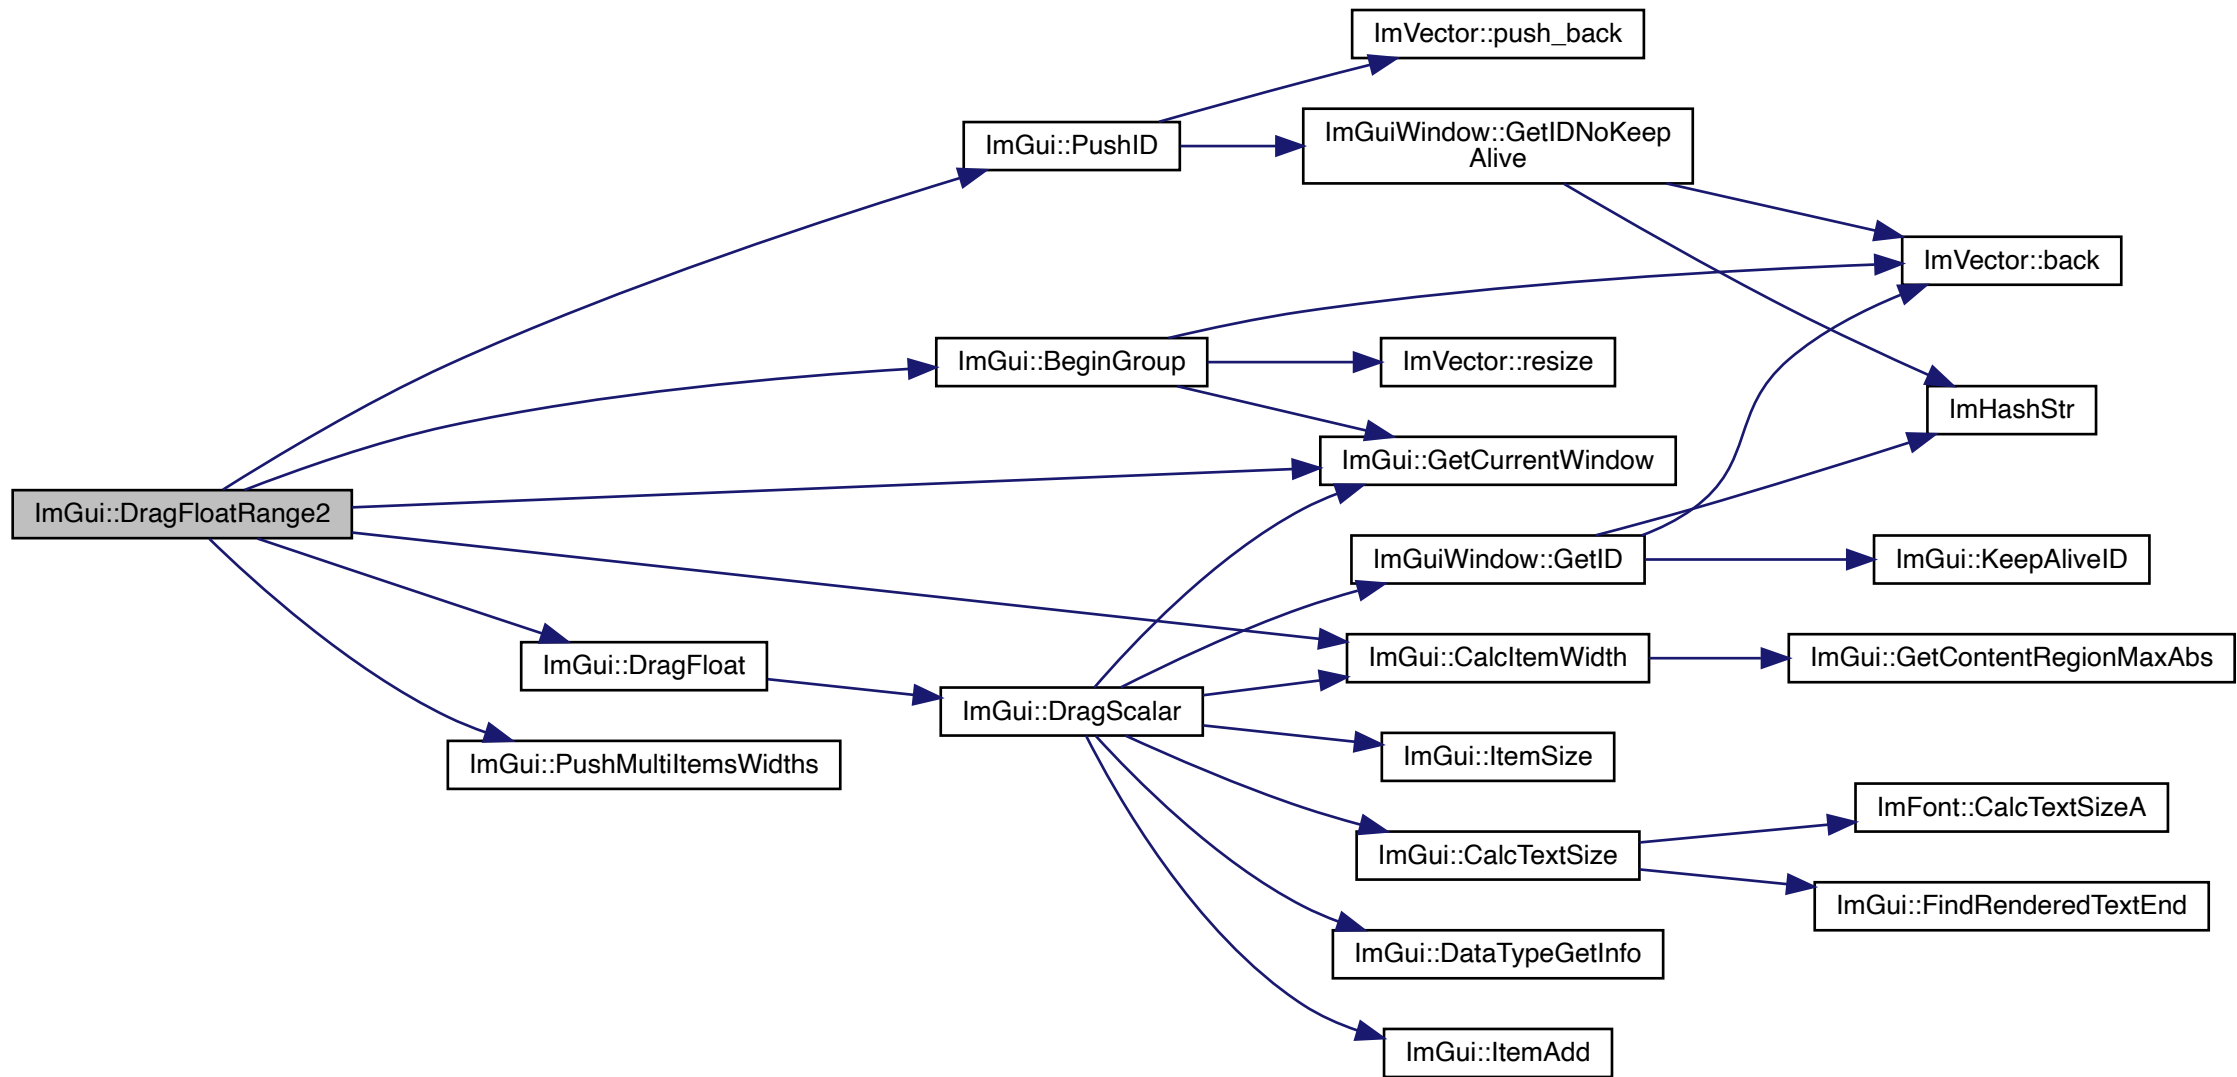 ImVector::push_back
ImGui::PushID
ImGuiWindow::GetIDNoKeep
Alive
ImVector::back
ImGui::BeginGroup
ImVector::resize
ImHashStr
ImGui::GetCurrentWindow
ImGui::DragFloatRange2
ImGuiWindow::GetID
ImGui::KeepAliveID
ImGui::DragFloat
ImGui::CalcItemWidth
ImGui::GetContentRegionMaxAbs
ImGui::DragScalar
ImGui::PushMultiItemsWidths
ImGui::ItemSize
ImFont::CalcTextSizeA
ImGui::CalcTextSize
ImGui::FindRenderedTextEnd
ImGui::DataTypeGetInfo
ImGui::ItemAdd